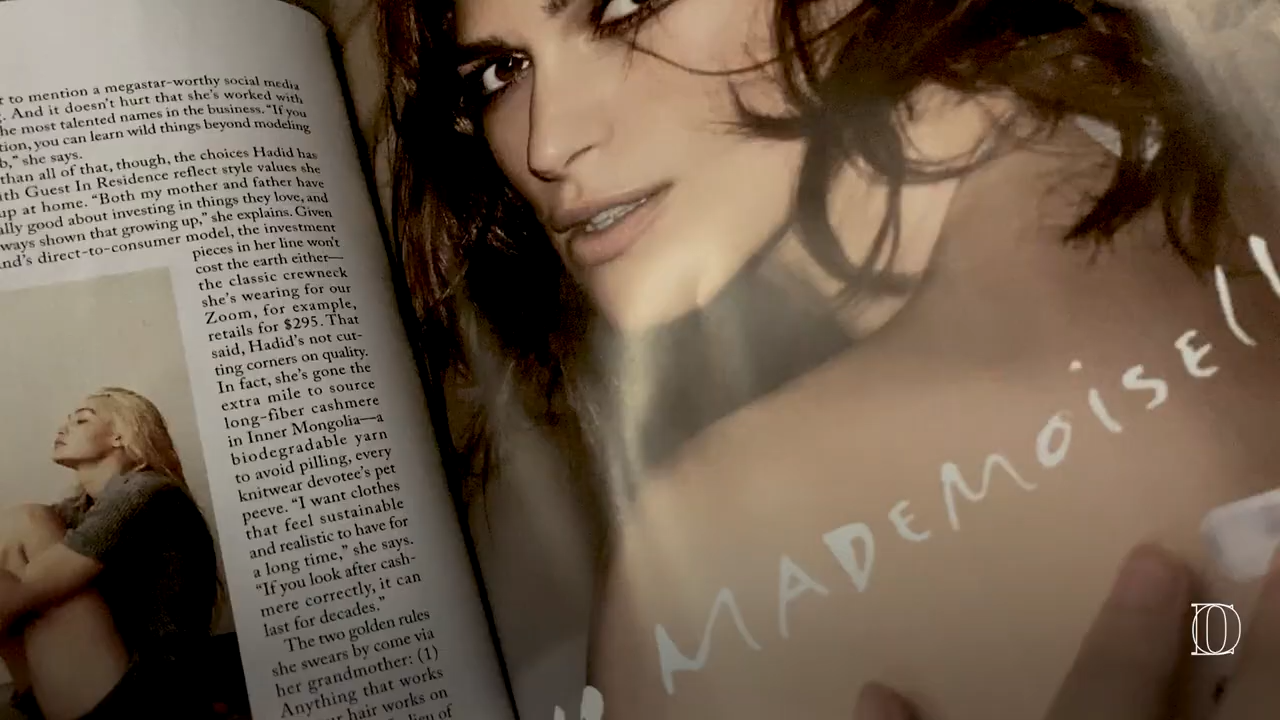 to mention a megastar-worthy social media
And it doesn't hurt that she's worked with
he most talented names in the business. "If you
tion, you can learn wild things beyond modeling
b," she says.
than all of that, though, the choices Hadid has
ith Guest In Residence reflect style values she
up at home. "Both my mother and father have
ally good about investing in things they love, and
ways shown that growing up," she explains. Given
nd's direct-to-consumer model, the investment
pieces in her line won't
cost the earth either—
the classic crewneck
she's wearing for our
Zoom, for example,
retails for $295. That
said, Hadid's not cut-
ting corners on quality.
In fact, she's gone the
extra mile to source
long-fiber cashmere
in Inner Mongolia—a
biodegradable yarn
to avoid pilling, every
knitwear devotee's pet
peeve. "I want clothes
that feel sustainable
and realistic to have for
a long time," she says.
"If you look after cash-
mere correctly, it can
last for decades."
The two golden rules
she swears by come via
her grandmother: (1)
Anything that works
hair works on
of
MADEMOISEll